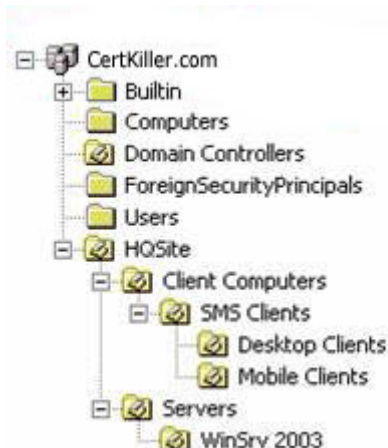 CertKiller.com
Builtin
Computers
Domain Controllers
ForeignSecurityPrincipals
Users
HQSite
Client Computers
SMS Clients
Desktop Clients
Mobile Clients
Servers
WinSrv 2003